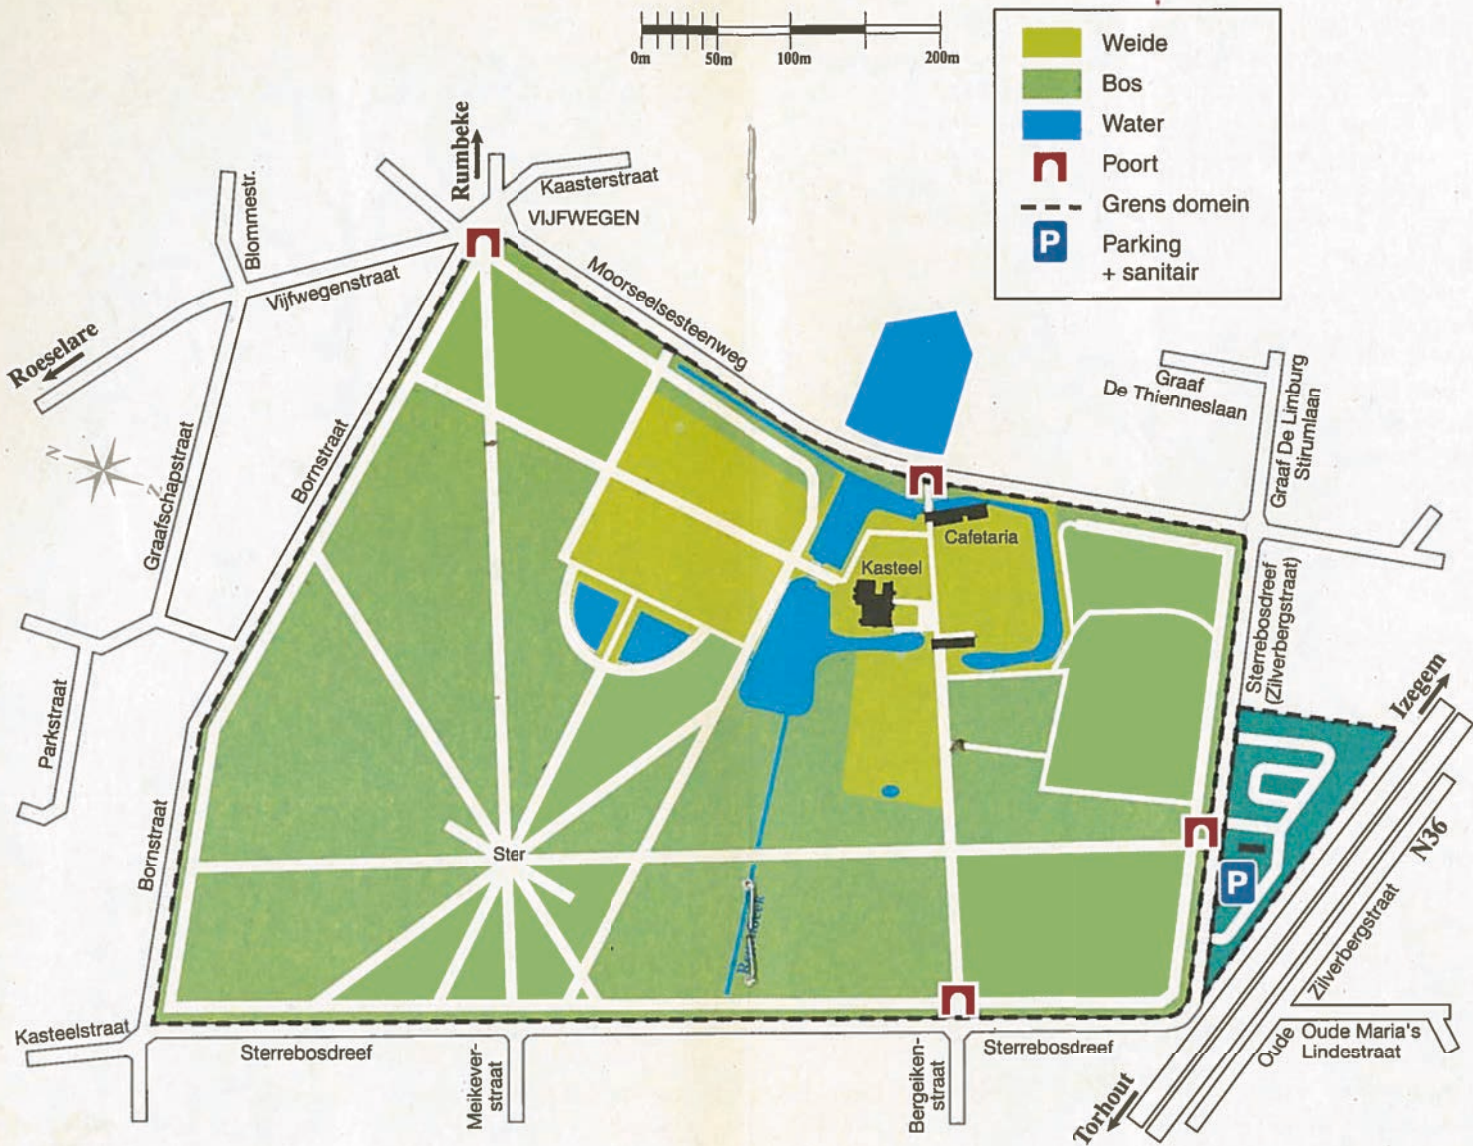 0m 50m 100m 200m
Weide
Bos
Water
Poort
Grens domein
P
Parking
+ sanitair
Rumbeke
Kaasterstraat
VIJFWEGEN
Blommestr.
Vijfwegenstraat
Moorseelsesteenweg
Roeselare
N
Z
Graafschapstraat
Bornstraat
Graaf
De Thienneslaan
Graaf De Limburg
Stirumlaan
Cafetaria
Kasteel
Sterrebosdreef
(Zilverbergstraat)
Izegem
Parkstraat
Bornstraat
Ster
N36
P
Zilverbergstraat
Kasteelstraat
Sterrebosdreef
Meikever-
straat
Bergeiken-
straat
Sterrebosdreef
Oude
Oude Maria's
Lindestraat
Torhout